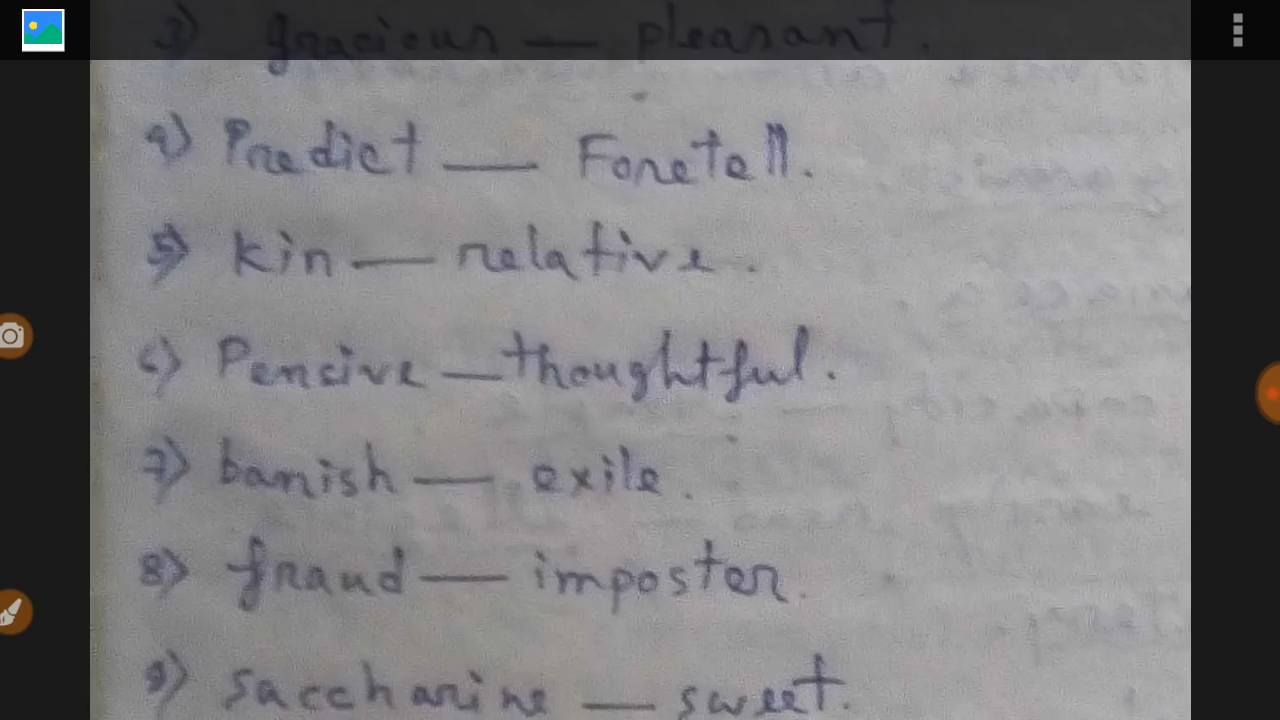 3) gracious — pleasant.
4) Predict — Foretell.
5) Kin — relative.
6) Pensive — thoughtful.
7) banish — exile.
8) fraud — imposter.
9) saccharine — sweet.